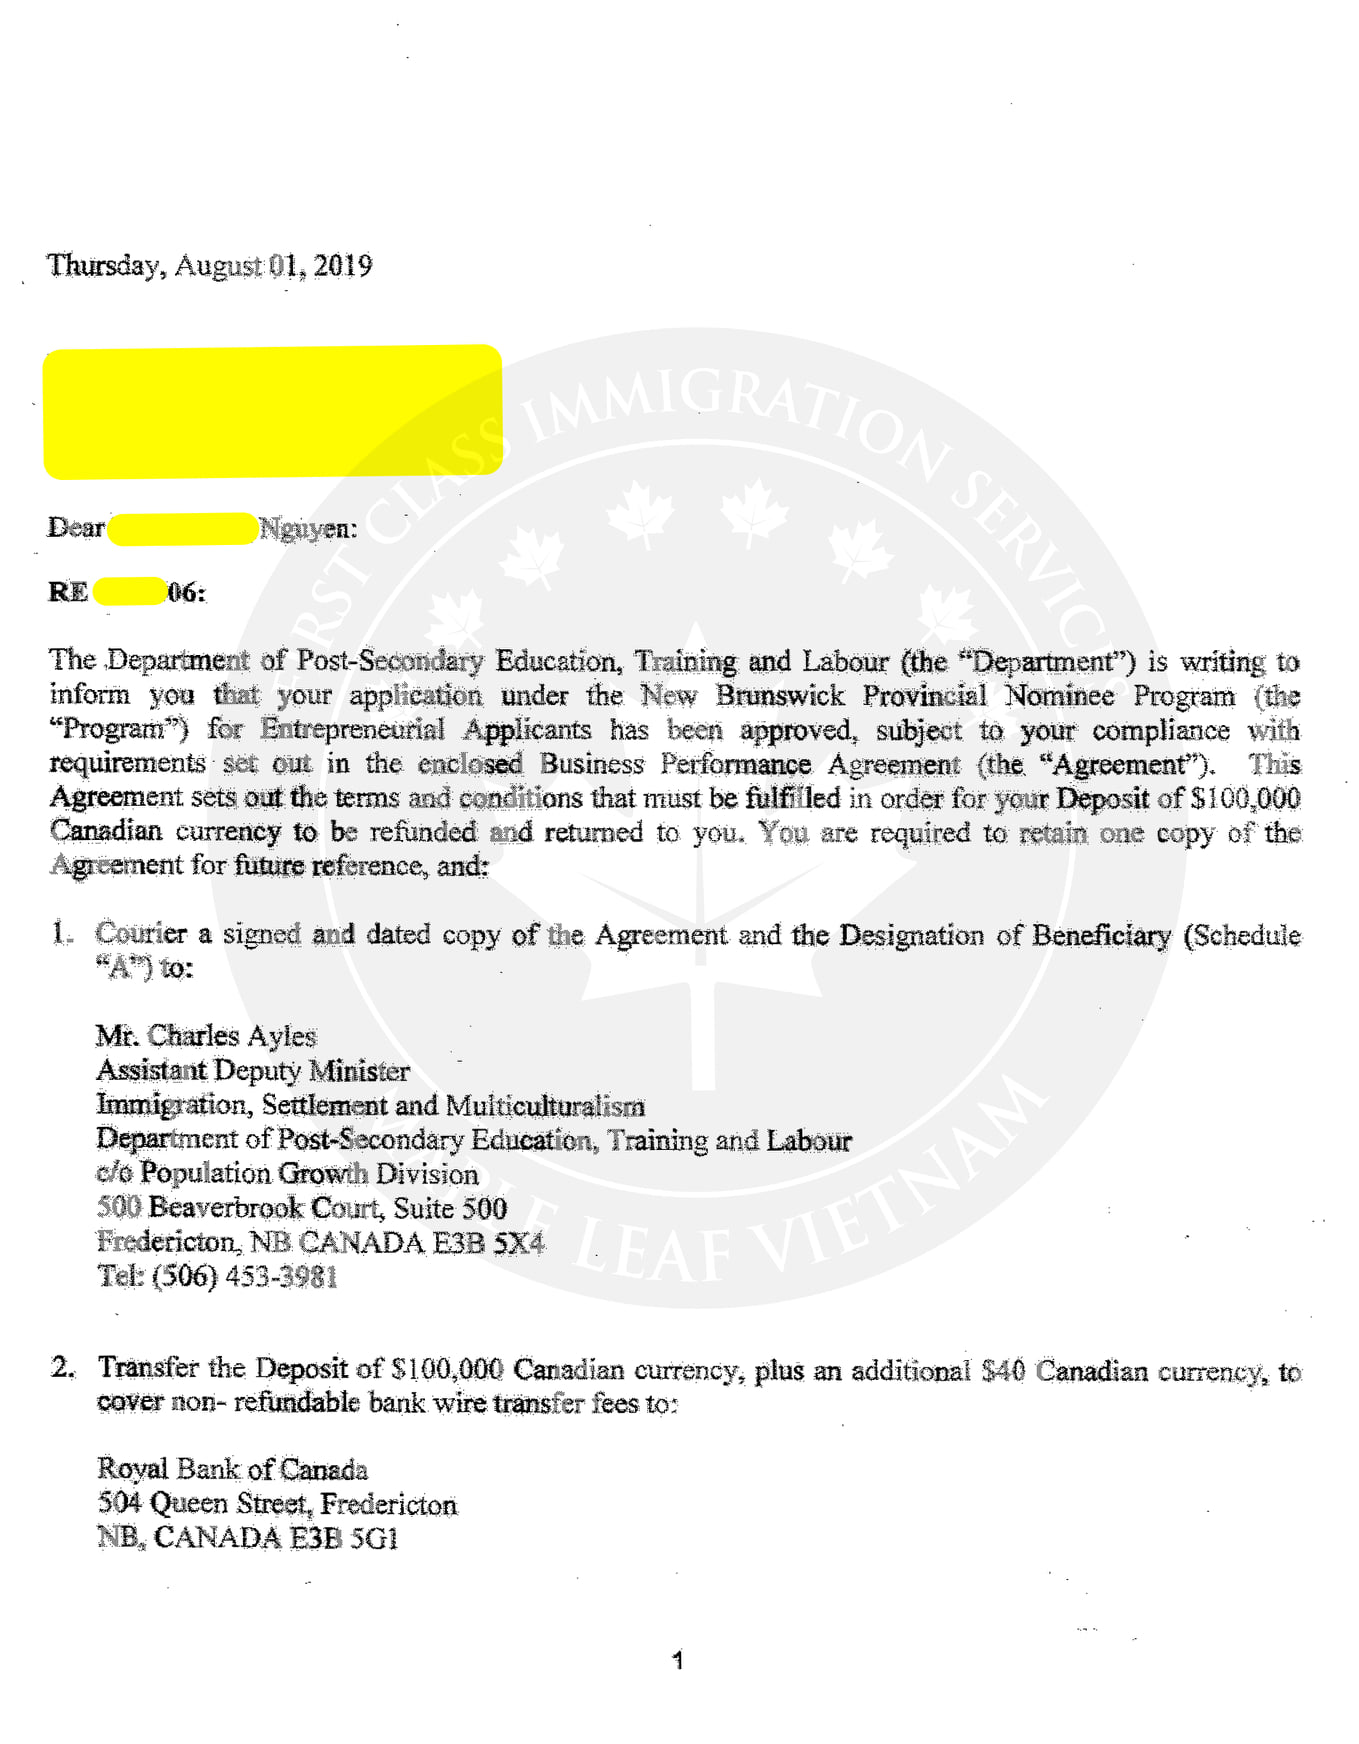 Thursday, August 01, 2019
Dear Nguyen:
RE 06:
The Department of Post-Secondary Education, Training and Labour (the “Department”) is writing to
inform you that your application under the New Brunswick Provincial Nominee Program (the
“Program”) for Entrepreneurial Applicants has been approved, subject to your compliance with
requirements set out in the enclosed Business Performance Agreement (the “Agreement”). This
Agreement sets out the terms and conditions that must be fulfilled in order for your Deposit of $100,000
Canadian currency to be refunded and returned to you. You are required to retain one copy of the
Agreement for future reference, and:
1. Courier a signed and dated copy of the Agreement and the Designation of Beneficiary (Schedule
“A”) to:
Mr. Charles Ayles
Assistant Deputy Minister
Immigration, Settlement and Multiculturalism
Department of Post-Secondary Education, Training and Labour
c/o Population Growth Division
500 Beaverbrook Court, Suite 500
Fredericton, NB CANADA E3B 5X4
Tel: (506) 453-3981
2. Transfer the Deposit of $100,000 Canadian currency, plus an additional $40 Canadian currency, to
cover non- refundable bank wire transfer fees to:
Royal Bank of Canada
504 Queen Street, Fredericton
NB, CANADA E3B 5G1
1
FIRST CLASS IMMIGRATION SERVICES
MAPLE LEAF VIETNAM